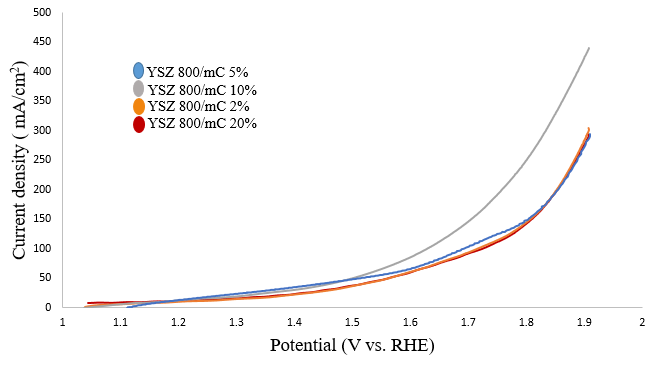 Current density ( mA/cm2)
500
450
400
350
300
250
200
150
100
50
0
YSZ 800/mC 5%
YSZ 800/mC 10%
YSZ 800/mC 2%
YSZ 800/mC 20%
1 1.1 1.2 1.3 1.4 1.5 1.6 1.7 1.8 1.9 2
Potential (V vs. RHE)